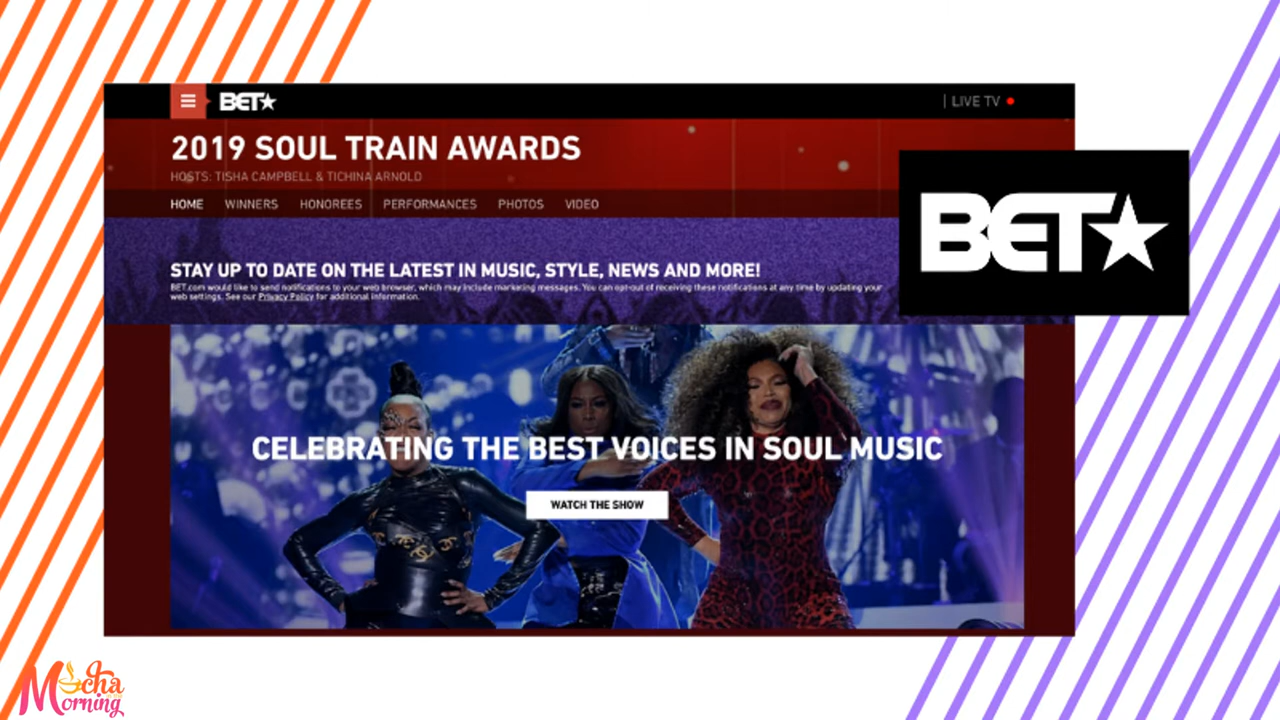 BET
LIVE TV
2019 SOUL TRAIN AWARDS
HOSTS: TISHA CAMPBELL & TICHINA ARNOLD
HOME WINNERS HONOREES PERFORMANCES PHOTOS VIDEO
BET
STAY UP TO DATE ON THE LATEST IN MUSIC, STYLE, NEWS AND MORE!
BET.com would like to send notifications to your web browser, which may include marketing messages. You can opt-out of receiving these notifications at any time by updating your
web settings. See our Privacy Policy for additional information.
CELEBRATING THE BEST VOICES IN SOUL MUSIC
WATCH THE SHOW
Mocha
Morning